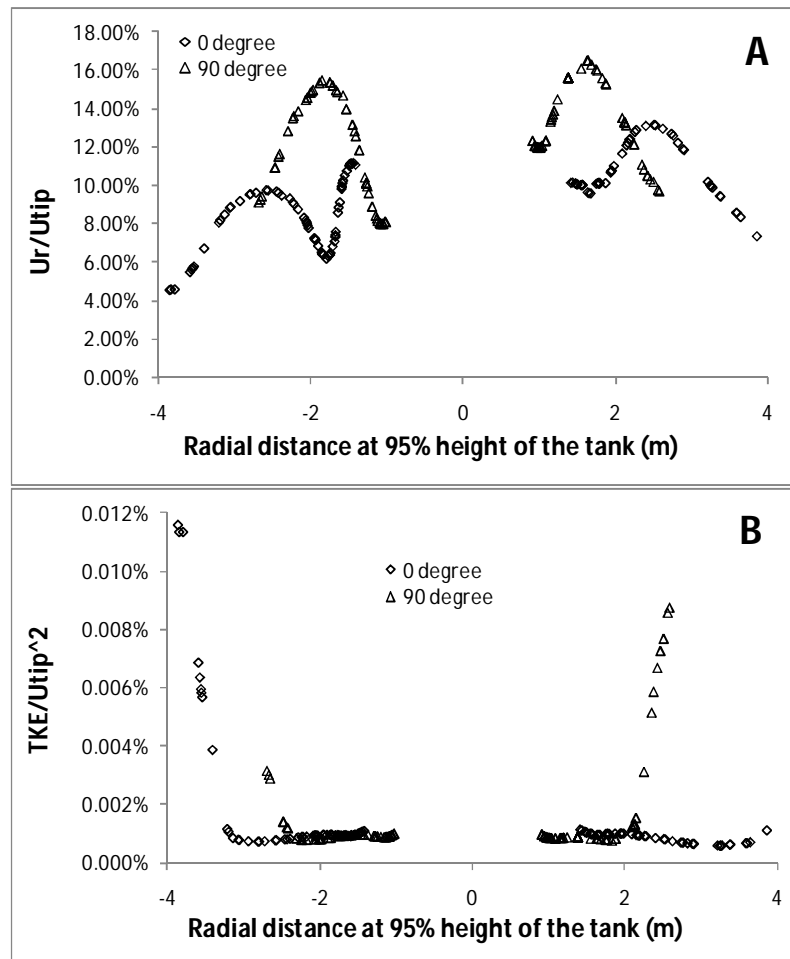 A
0 degree
90 degree
Ur/Utip
18.00%
16.00%
14.00%
12.00%
10.00%
8.00%
6.00%
4.00%
2.00%
0.00%
-4
-2
0
2
4
Radial distance at 95% height of the tank (m)
B
0 degree
90 degree
TKE/Utip^2
0.012%
0.010%
0.008%
0.006%
0.004%
0.002%
0.000%
-4
-2
0
2
4
Radial distance at 95% height of the tank (m)